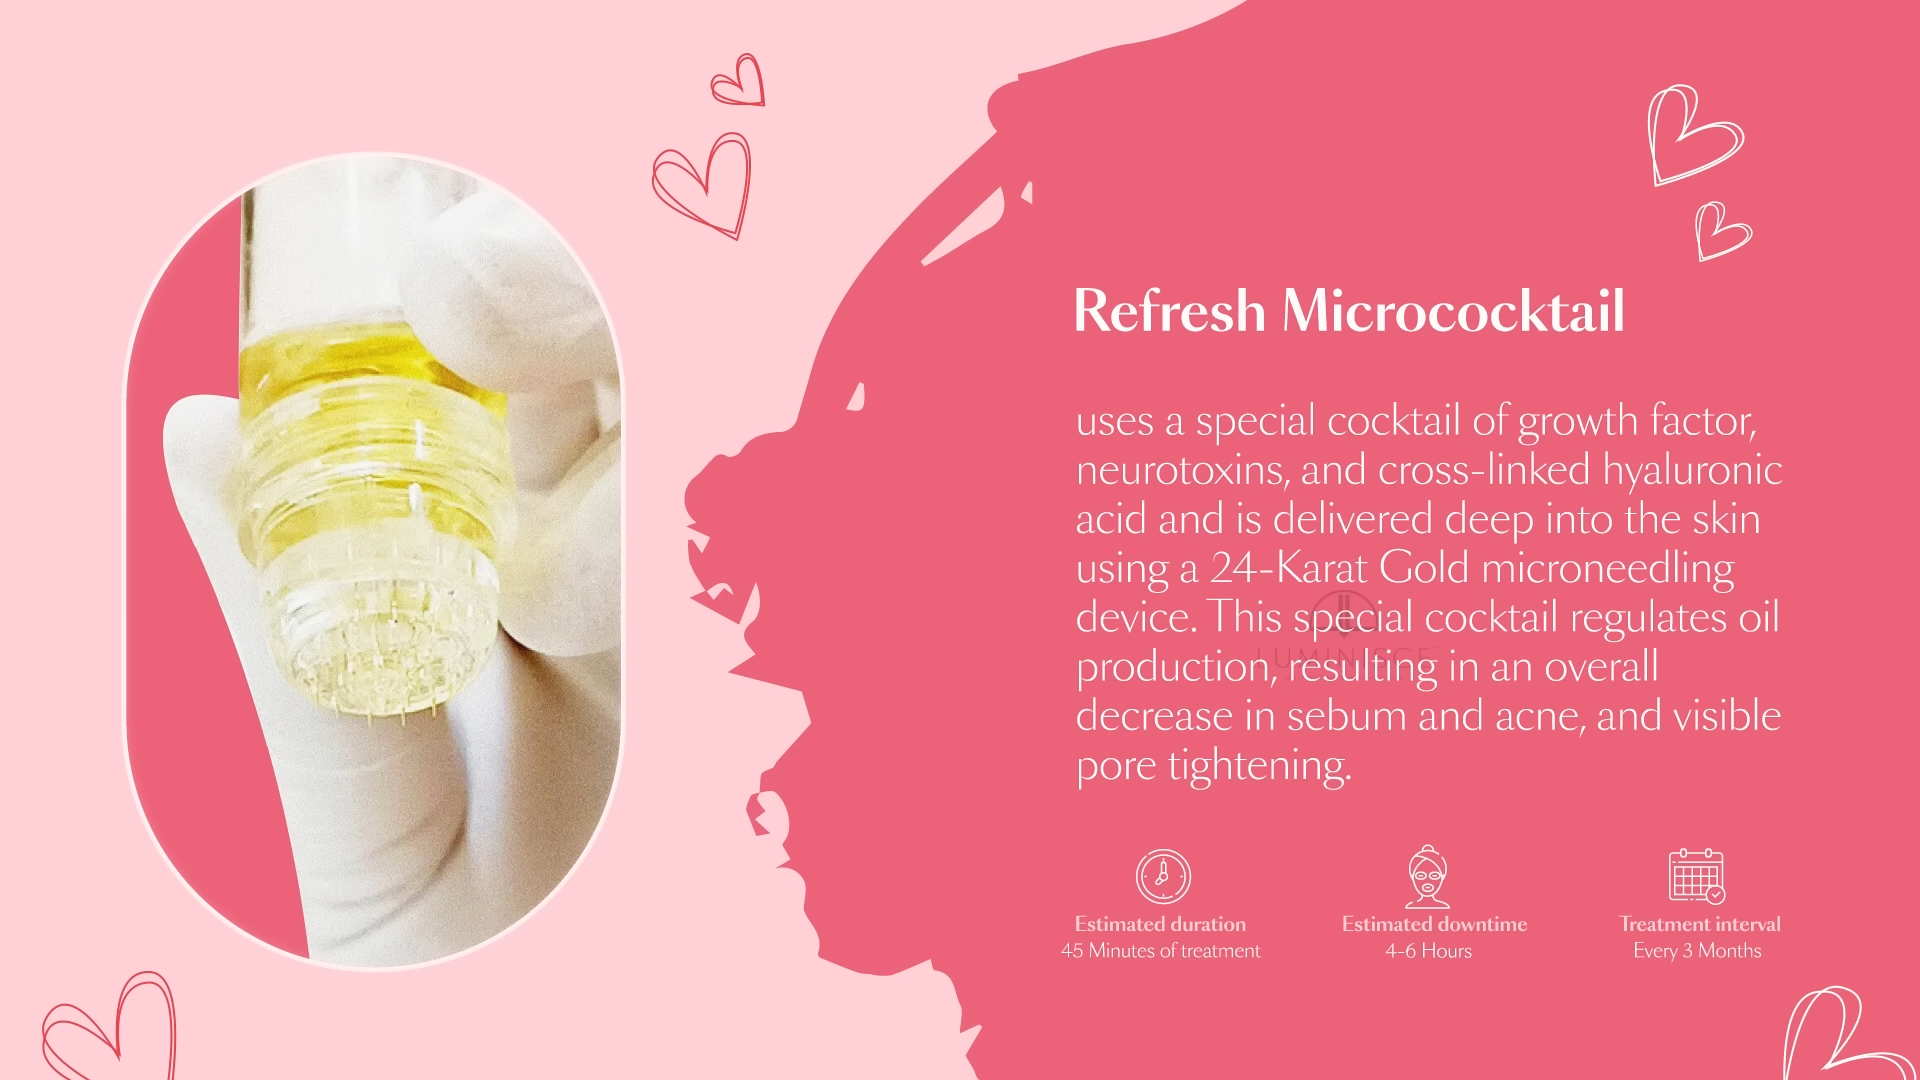 Refresh Micrococktail
uses a special cocktail of growth factor,
neurotoxins, and cross-linked hyaluronic
acid and is delivered deep into the skin
using a 24-Karat Gold microneedling
device. This special cocktail regulates oil
production, resulting in an overall
decrease in sebum and acne, and visible
pore tightening.
LUMINISCE
Estimated duration
45 Minutes of treatment
Estimated downtime
4-6 Hours
Treatment interval
Every 3 Months